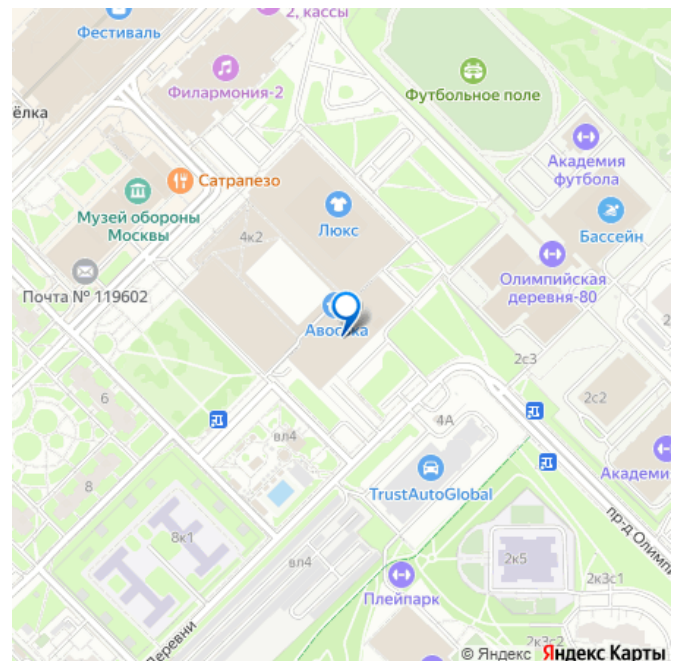 2, кассы
Фестиваль
Филармония-2
Футбольное поле
ёлка
Сатрапезо
Академия
футбола
Музей обороны
Москвы
Люкс
Бассейн
4к2
Олимпийская
деревня-80
Почта № 119602
2
2с3
6
2с2
4А
вл4
Академи
TrustAutoGlobal
8
пр-д Олимпи
8к1
вл4
2к5
2к3с1
Плейпарк
2к3с2
Деревни
© Яндекс Яндекс Карты